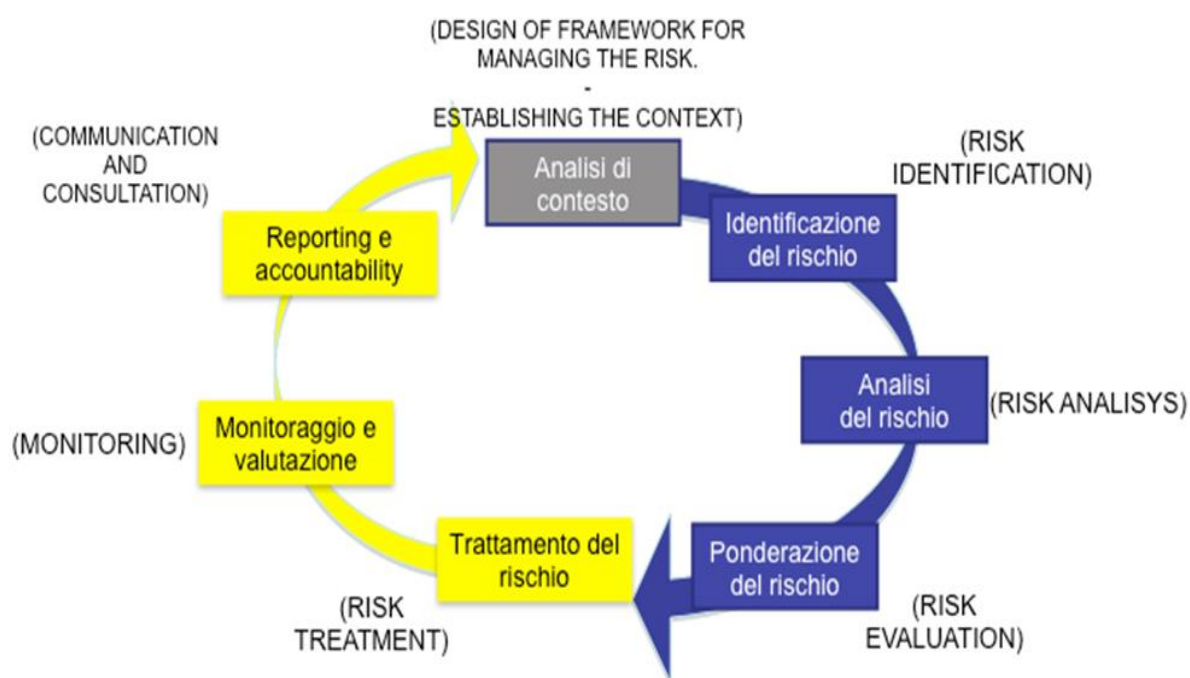 (DESIGN OF FRAMEWORK FOR
MANAGING THE RISK.
-
ESTABLISHING THE CONTEXT)
Analisi di
contesto
(RISK
IDENTIFICATION)
Identificazione
del rischio
Analisi
del rischio
(RISK ANALISYS)
Ponderazione
del rischio
(RISK
EVALUATION)
Trattamento del
rischio
(RISK
TREATMENT)
Monitoraggio e
valutazione
(MONITORING)
Reporting e
accountability
(COMMUNICATION
AND
CONSULTATION)